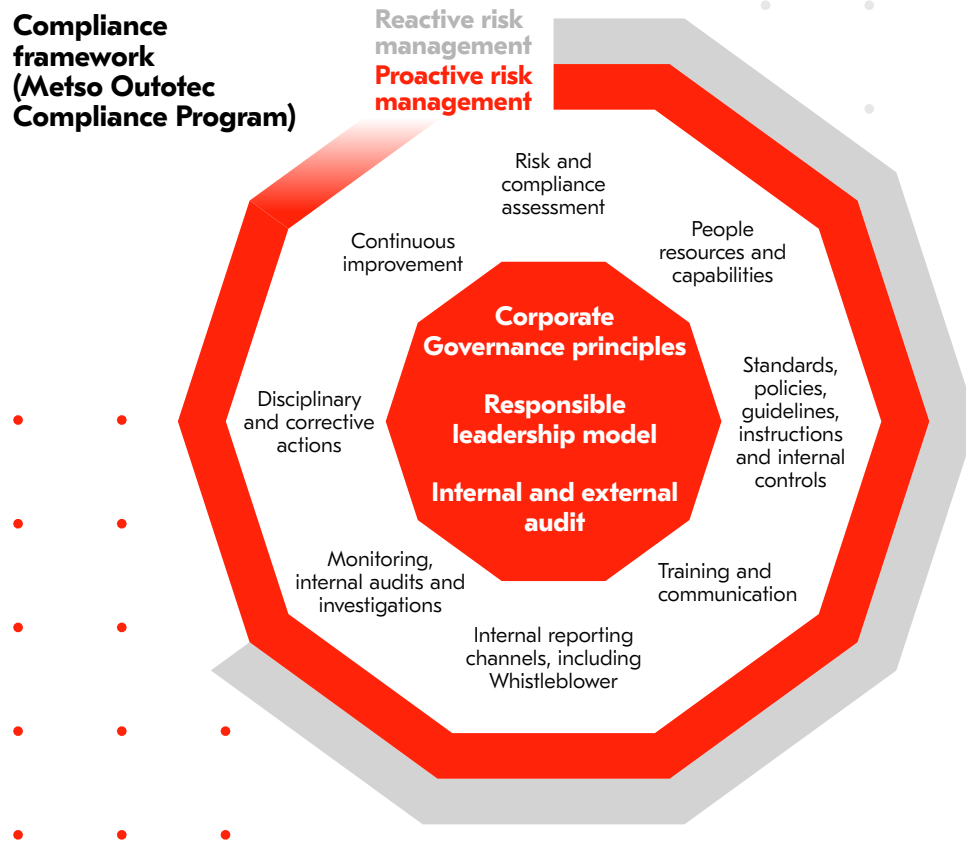 Compliance
framework
(Metso Outotec
Compliance Program)
Reactive risk
management
Proactive risk
management
Risk and
compliance
assessment
People
resources and
capabilities
Standards,
policies,
guidelines,
instructions
and internal
controls
Training and
communication
Internal reporting
channels, including
Whistleblower
Monitoring,
internal audits and
investigations
Disciplinary
and corrective
actions
Continuous
improvement
Corporate
Governance principles
Responsible
leadership model
Internal and external
audit